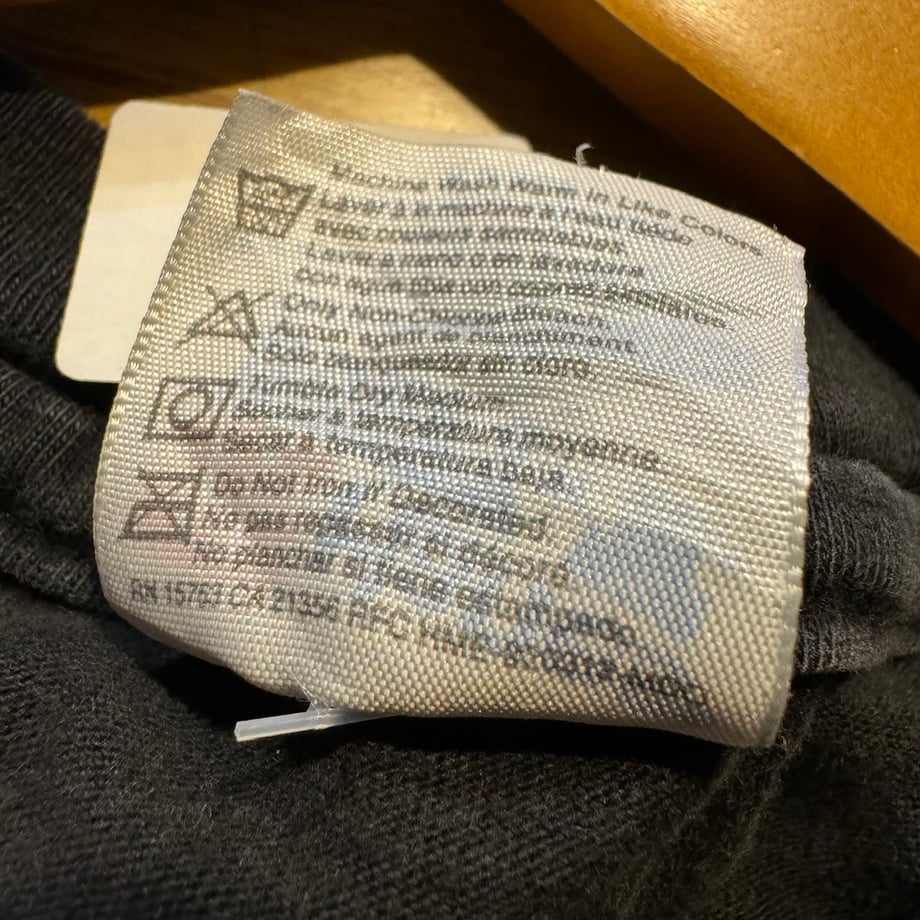 Machine Wash Warm In Like Colors
Laver à la machine à l'eau tiède
avec couleurs semblables.
Lave a mano o en lavadora
con agua tibia con colores similares
Only Non-Chlorine Bleach
Aucun agent de blanchiment
Solo blanqueador sin cloro.
Tumble Dry Medium
Sécher à température moyenne
Secar a temperatura baja.
Do Not Iron If Decorated
Ne pas repasser si décoré
No planchar si tiene estampado.
RN 15763 CA 21356